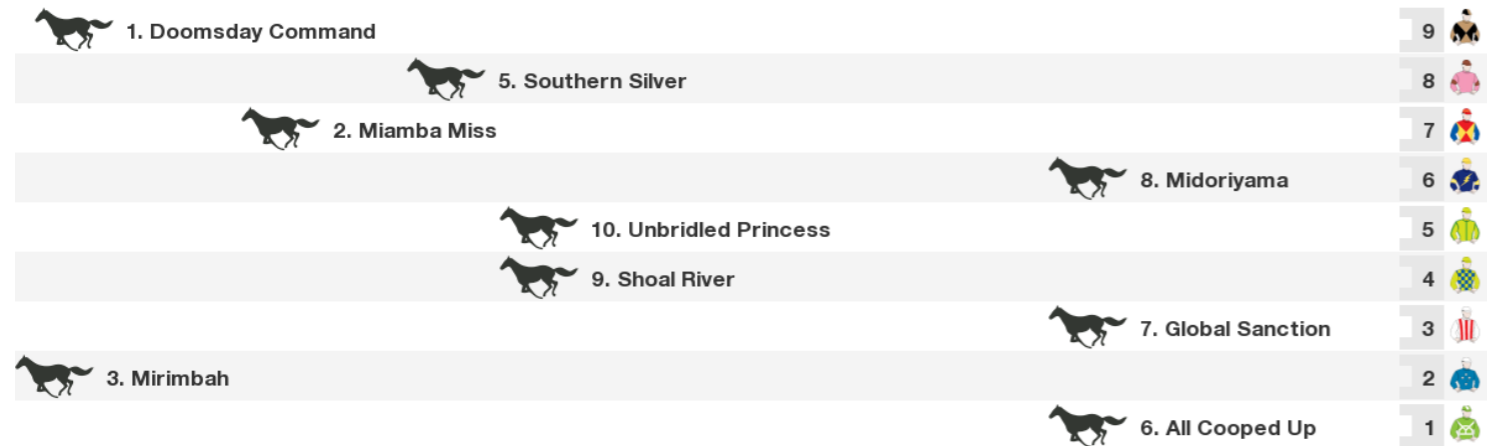 1. Doomsday Command 9
5. Southern Silver 8
2. Miamba Miss 7
8. Midoriyama 6
10. Unbridled Princess 5
9. Shoal River 4
7. Global Sanction 3
3. Mirimbah 2
6. All Cooped Up 1